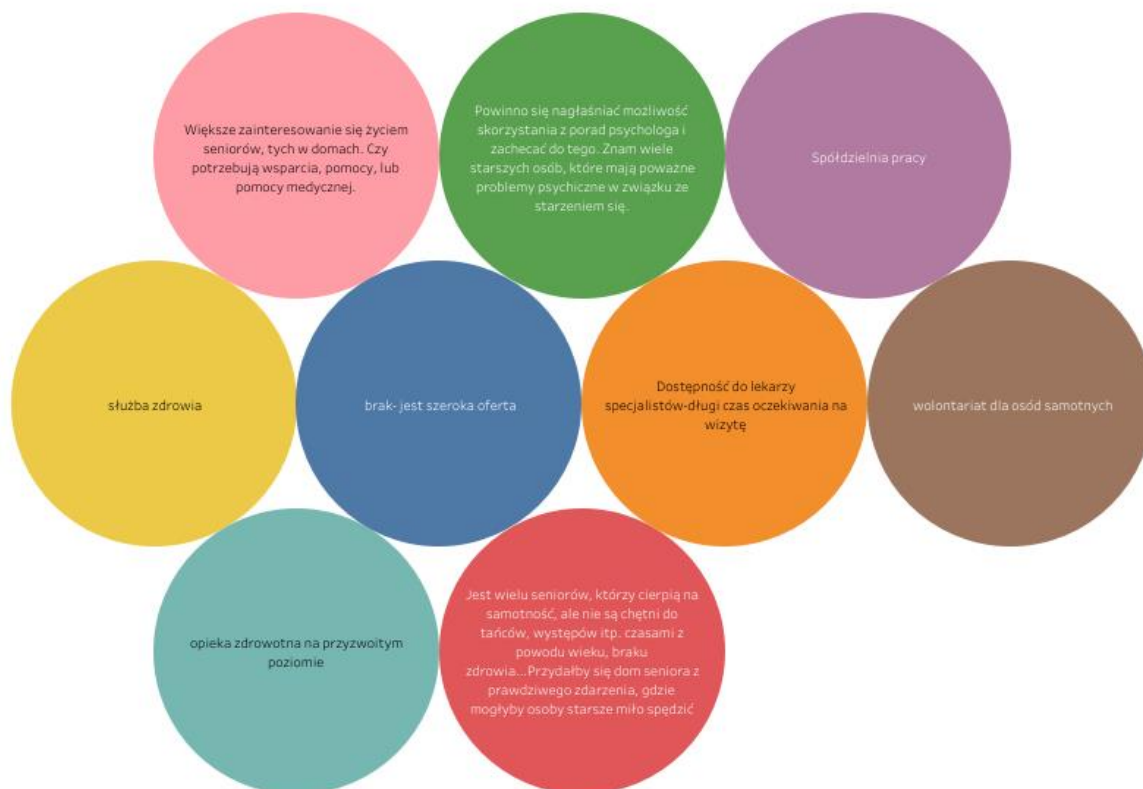 Większe zainteresowanie się życiem
seniorów, tych w domach. Czy
potrzebują wsparcia, pomocy, lub
pomocy medycznej.
Powinno się nagłaśniać możliwość
skorzystania z porad psychologa i
zachecać do tego. Znam wiele
starszych osób, które mają poważne
problemy psychiczne w związku ze
starzeniem się.
Spółdzielnia pracy
służba zdrowia
brak- jest szeroka oferta
Dostępność do lekarzy
specjalistów-długi czas oczekiwania na
wizytę
wolontariat dla osód samotnych
opieka zdrowotna na przyzwoitym
poziomie
Jest wielu seniorów, którzy cierpią na
samotność, ale nie są chętni do
tańców, występów itp. czasami z
powodu wieku, braku
zdrowia...Przydałby się dom seniora z
prawdziwego zdarzenia, gdzie
mogłyby osoby starsze miło spędzić